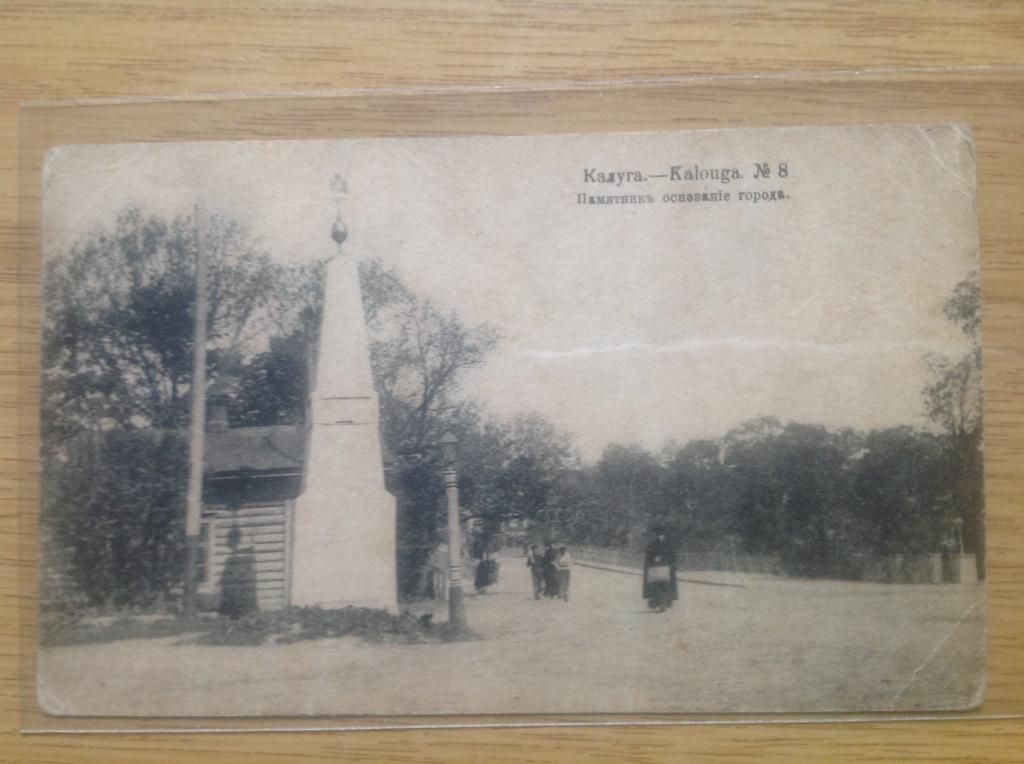 Калуга.—Kalouga. № 8
Памятникъ основанiе города.